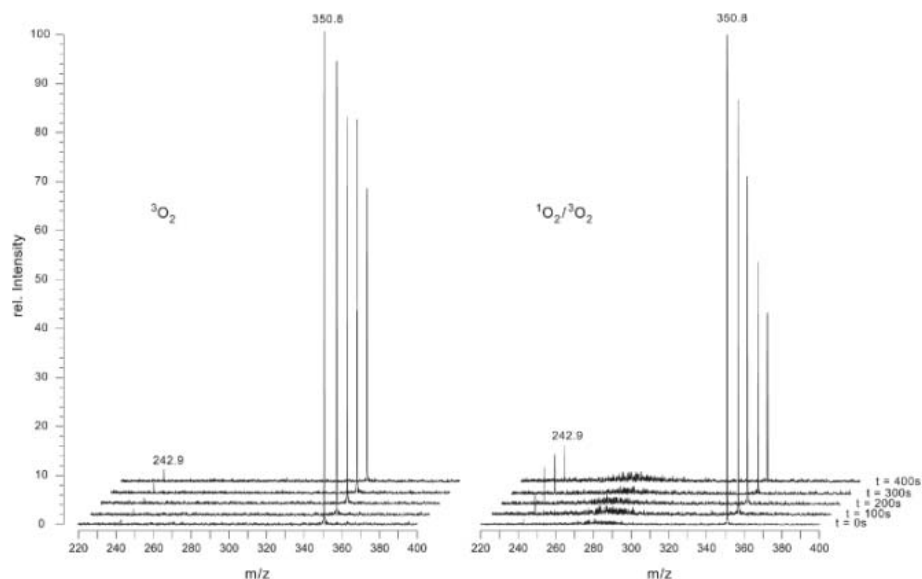 350.8
350.8
100
90
80
70
60
50
40
30
20
10
0
rel. Intensity
³O₂
¹O₂/³O₂
242.9
242.9
t = 400s
t = 300s
t = 200s
t = 100s
t = 0s
220 240 260 280 300 320 340 360 380 400
220 240 260 280 300 320 340 360 380 400
m/z
m/z